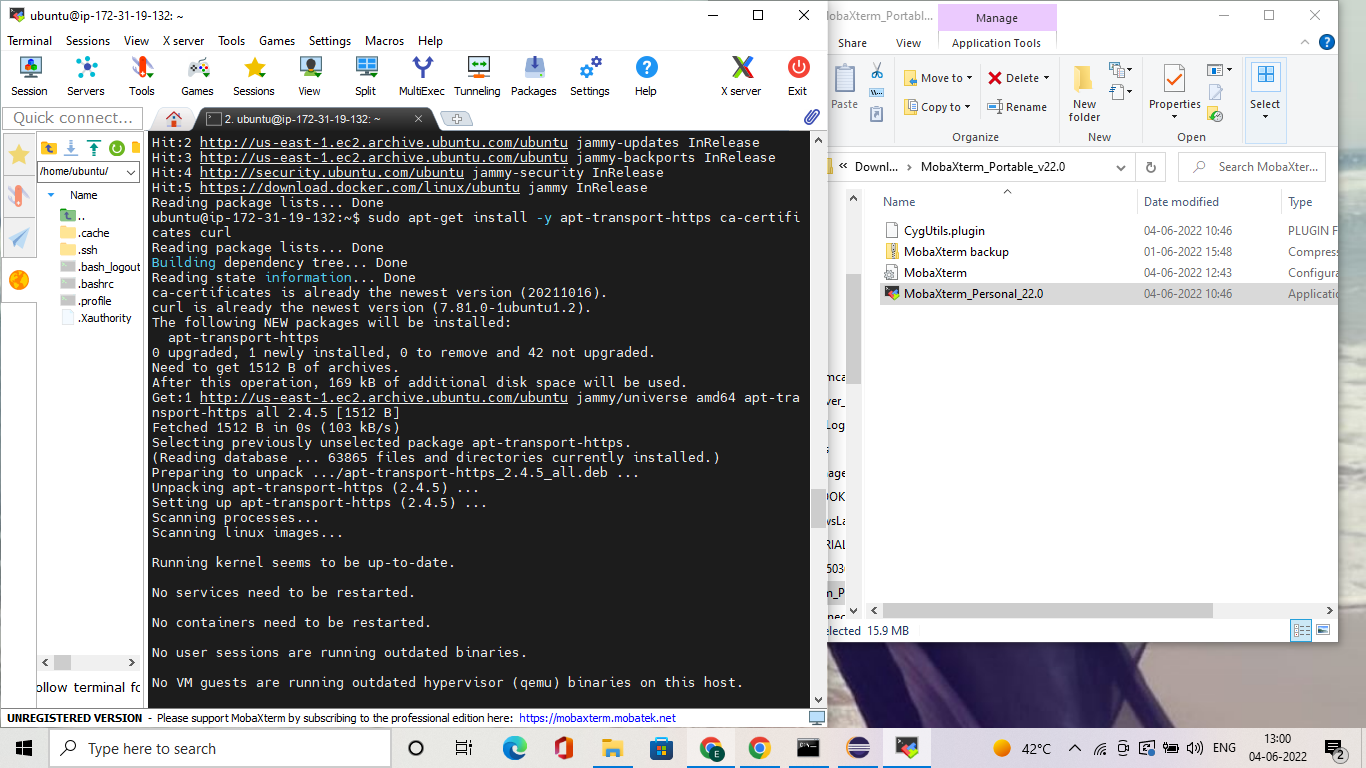 ubuntu@ip-172-31-19-132: ~
Terminal Sessions View X server Tools Games Settings Macros Help
Session Servers Tools Games Sessions View Split MultiExec Tunneling Packages Settings Help X server Exit
Quick connect...
2. ubuntu@ip-172-31-19-132: ~
/home/ubuntu/
Name
..
.cache
.ssh
.bash_logout
.bashrc
.profile
.Xauthority
ollow terminal fo
Hit:2 http://us-east-1.ec2.archive.ubuntu.com/ubuntu jammy-updates InRelease
Hit:3 http://us-east-1.ec2.archive.ubuntu.com/ubuntu jammy-backports InRelease
Hit:4 http://security.ubuntu.com/ubuntu jammy-security InRelease
Hit:5 https://download.docker.com/linux/ubuntu jammy InRelease
Reading package lists... Done
ubuntu@ip-172-31-19-132:~$ sudo apt-get install -y apt-transport-https ca-certifi
cates curl
Reading package lists... Done
Building dependency tree... Done
Reading state information... Done
ca-certificates is already the newest version (20211016).
curl is already the newest version (7.81.0-1ubuntu1.2).
The following NEW packages will be installed:
apt-transport-https
0 upgraded, 1 newly installed, 0 to remove and 42 not upgraded.
Need to get 1512 B of archives.
After this operation, 169 kB of additional disk space will be used.
Get:1 http://us-east-1.ec2.archive.ubuntu.com/ubuntu jammy/universe amd64 apt-tra
nsport-https all 2.4.5 [1512 B]
Fetched 1512 B in 0s (103 kB/s)
Selecting previously unselected package apt-transport-https.
(Reading database ... 63865 files and directories currently installed.)
Preparing to unpack .../apt-transport-https_2.4.5_all.deb ...
Unpacking apt-transport-https (2.4.5) ...
Setting up apt-transport-https (2.4.5) ...
Scanning processes...
Scanning linux images...
Running kernel seems to be up-to-date.
No services need to be restarted.
No containers need to be restarted.
No user sessions are running outdated binaries.
No VM guests are running outdated hypervisor (qemu) binaries on this host.
UNREGISTERED VERSION - Please support MobaXterm by subscribing to the professional edition here: https://mobaxterm.mobatek.net
lobaXterm_Portabl... Manage
Share View Application Tools
Paste
Move to Delete
Copy to Rename
New
folder
Properties
Select
Organize New Open
« Downl... MobaXterm_Portable_v22.0
Search MobaXter...
Name Date modified Type
CygUtils.plugin 04-06-2022 10:46 PLUGIN F
MobaXterm backup 01-06-2022 15:48 Compress
MobaXterm 04-06-2022 12:43 Configura
MobaXterm_Personal_22.0 04-06-2022 10:46 Applicatio
mca
ver_
Log
s
age
OOK
wsLa
RIAL
503
m_P
nec
elected 15.9 MB
Type here to search
E
42°C
ENG
13:00
04-06-2022
2